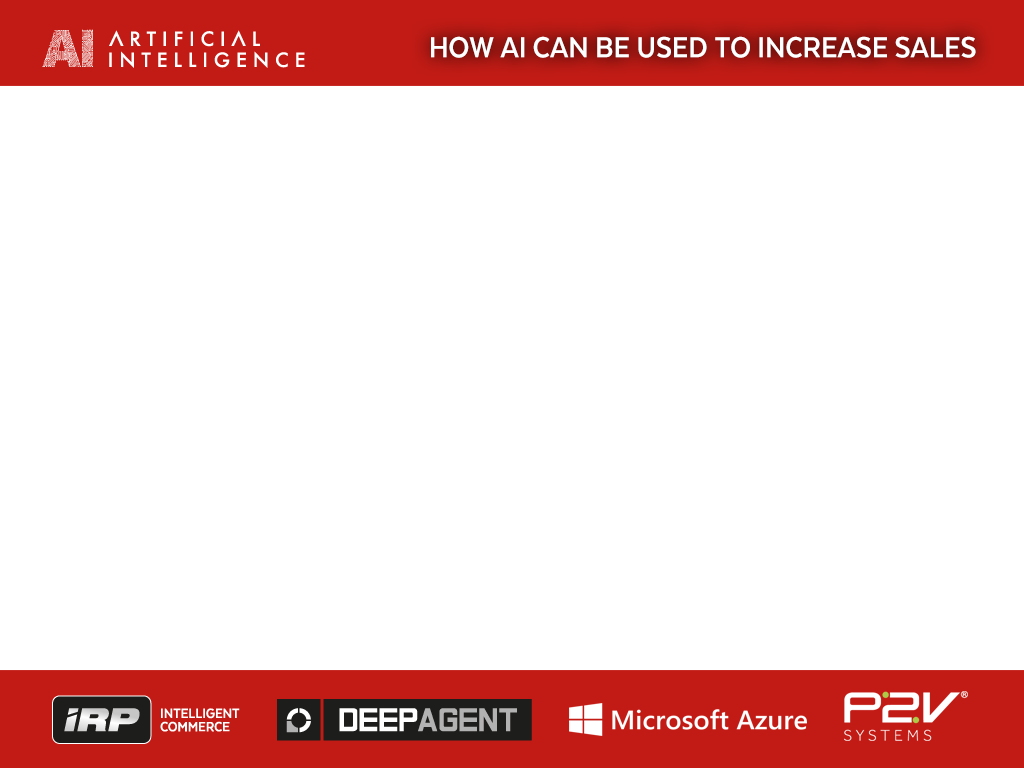 AI ARTIFICIAL
INTELLIGENCE
HOW AI CAN BE USED TO INCREASE SALES
iRP INTELLIGENT
COMMERCE
DEEPAGENT
Microsoft Azure
P2V®
SYSTEMS